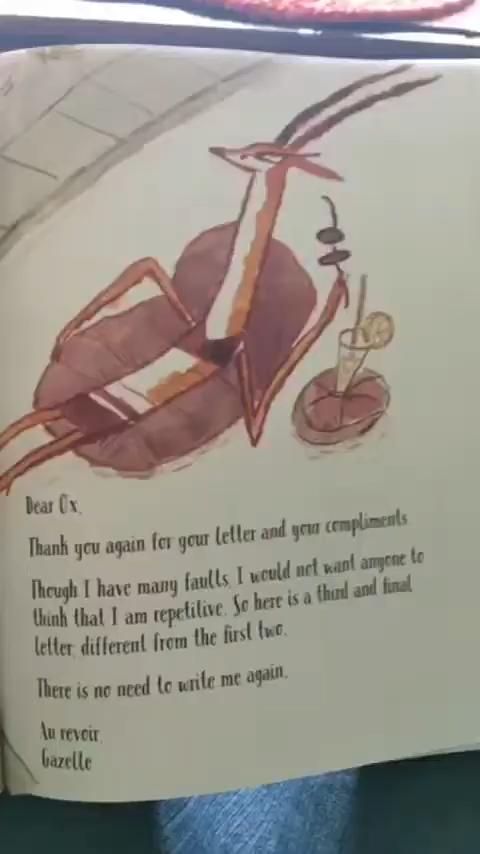 Dear Ox,
Thank you again for your letter and your compliments.
Though I have many faults, I would not want anyone to
think that I am repetitive. So here is a third and final
letter, different from the first two.
There is no need to write me again.
Au revoir,
Gazelle